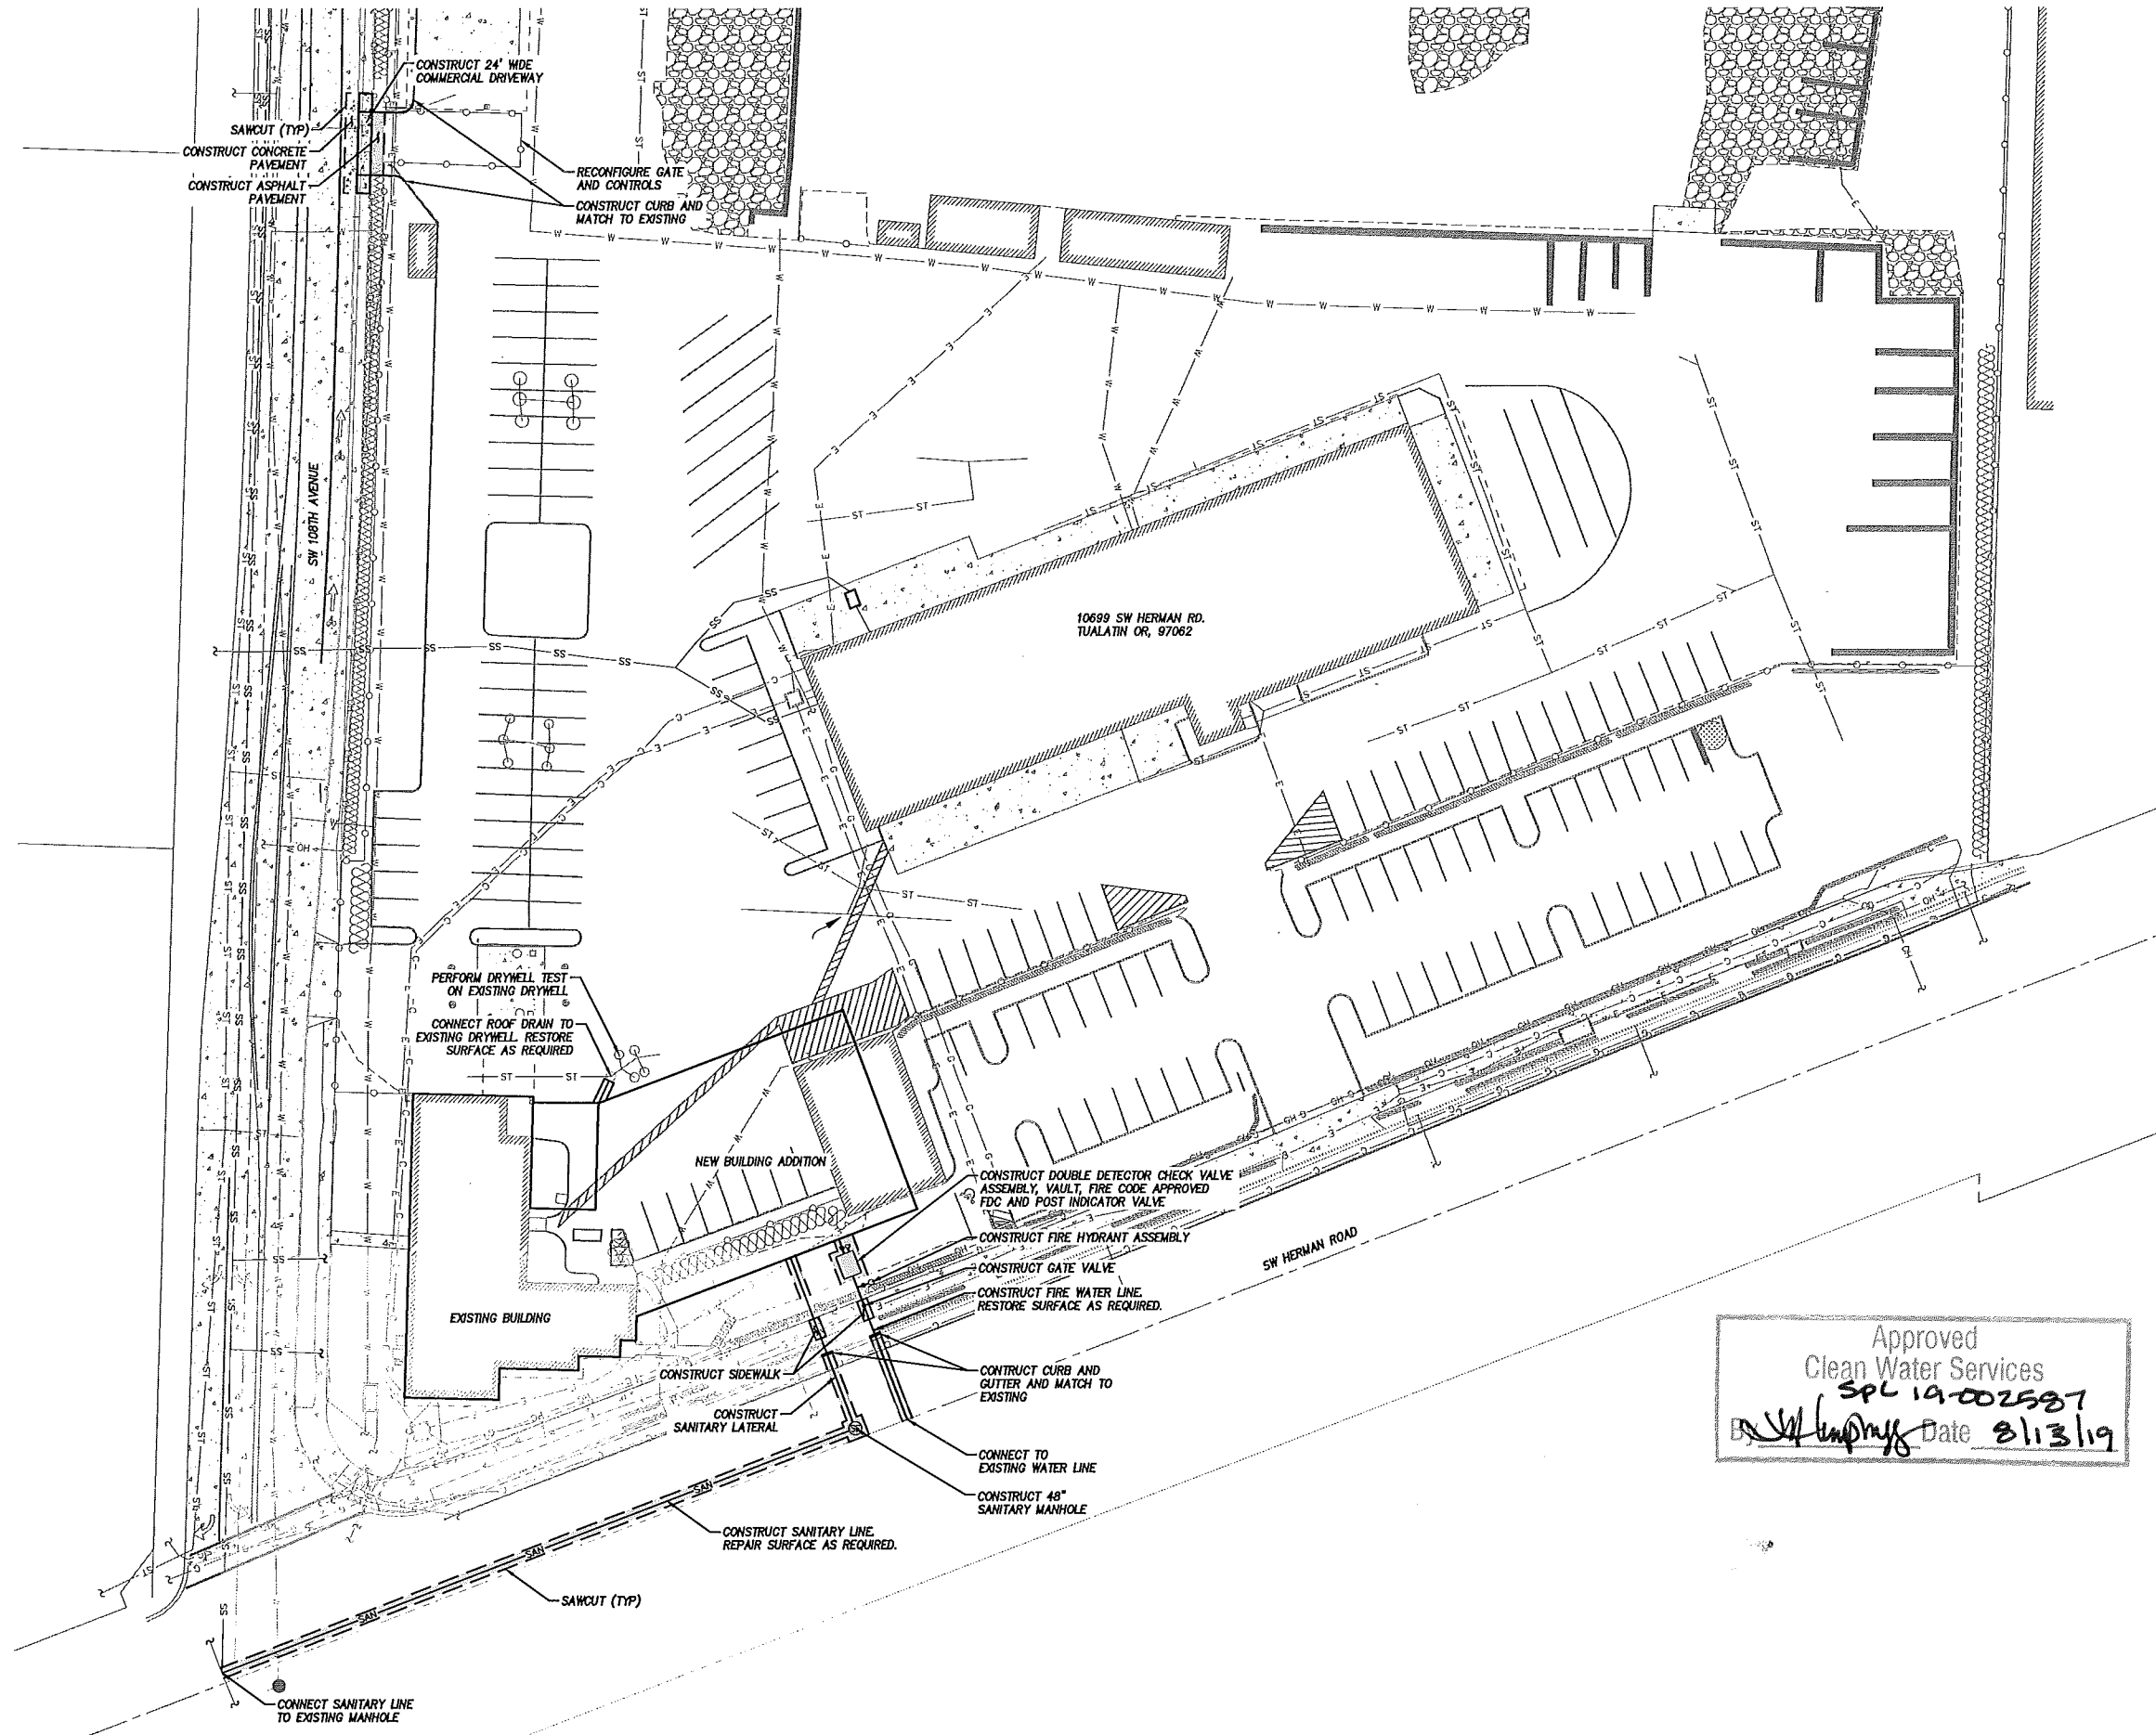 CONSTRUCT 24' WIDE
COMMERCIAL DRIVEWAY
SAWCUT (TYP)
CONSTRUCT CONCRETE
PAVEMENT
CONSTRUCT ASPHALT
PAVEMENT
RECONFIGURE GATE
AND CONTROLS
CONSTRUCT CURB AND
MATCH TO EXISTING
SW 108TH AVENUE
10699 SW HERMAN RD.
TUALATIN OR, 97062
PERFORM DRYWELL TEST
ON EXISTING DRYWELL
CONNECT ROOF DRAIN TO
EXISTING DRYWELL. RESTORE
SURFACE AS REQUIRED
NEW BUILDING ADDITION
CONSTRUCT DOUBLE DETECTOR CHECK VALVE
ASSEMBLY, VAULT, FIRE CODE APPROVED
FDC AND POST INDICATOR VALVE
CONSTRUCT FIRE HYDRANT ASSEMBLY
CONSTRUCT GATE VALVE
CONSTRUCT FIRE WATER LINE.
RESTORE SURFACE AS REQUIRED.
SW HERMAN ROAD
EXISTING BUILDING
CONSTRUCT SIDEWALK
CONTRUCT CURB AND
GUTTER AND MATCH TO
EXISTING
CONSTRUCT
SANITARY LATERAL
CONNECT TO
EXISTING WATER LINE
CONSTRUCT 48"
SANITARY MANHOLE
CONSTRUCT SANITARY LINE.
REPAIR SURFACE AS REQUIRED.
SAN
SAN
SAN
SAWCUT (TYP)
CONNECT SANITARY LINE
TO EXISTING MANHOLE
Approved
Clean Water Services
SPL 19-002587
By Date 8/13/19